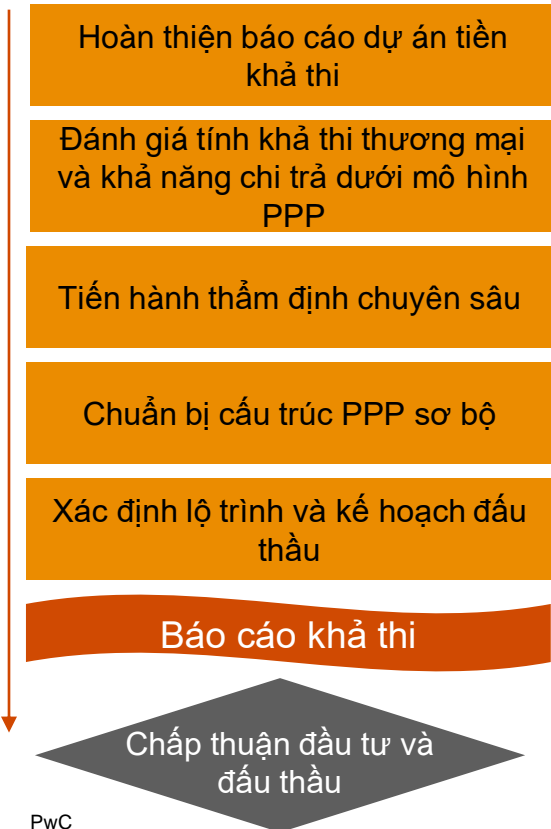 Hoàn thiện báo cáo dự án tiền
khả thi
Đánh giá tính khả thi thương mại
và khả năng chi trả dưới mô hình
PPP
Tiến hành thẩm định chuyên sâu
Chuẩn bị cấu trúc PPP sơ bộ
Xác định lộ trình và kế hoạch đấu
thầu
Báo cáo khả thi
Chấp thuận đầu tư và
đấu thầu
PwC